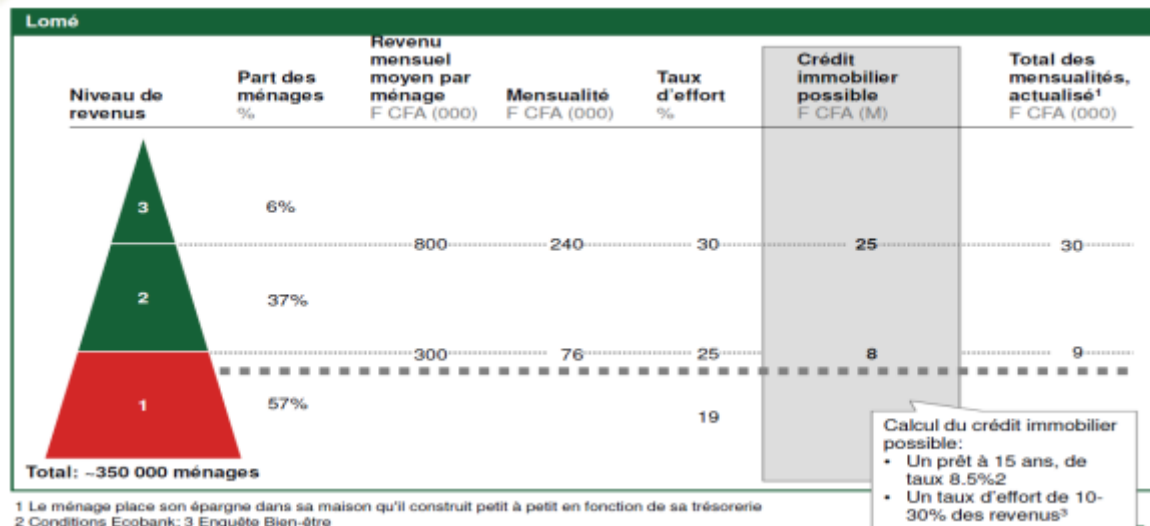 Lomé
Niveau de
revenus
Part des
ménages
%
Revenu
mensuel
moyen par
ménage
F CFA (000)
Mensualité
F CFA (000)
Taux
d'effort
%
Crédit
immobilier
possible
F CFA (M)
Total des
mensualités,
actualisé¹
F CFA (000)
3 6%
800 240 30 25 30
2 37%
300 76 25 8 9
1 57% 19
Total: ~350 000 ménages
Calcul du crédit immobilier
possible:
• Un prêt à 15 ans, de
taux 8.5%2
• Un taux d'effort de 10-
30% des revenus³
1 Le ménage place son épargne dans sa maison qu'il construit petit à petit en fonction de sa trésorerie
2 Conditions Ecobank; 3 Enquête Bien-être